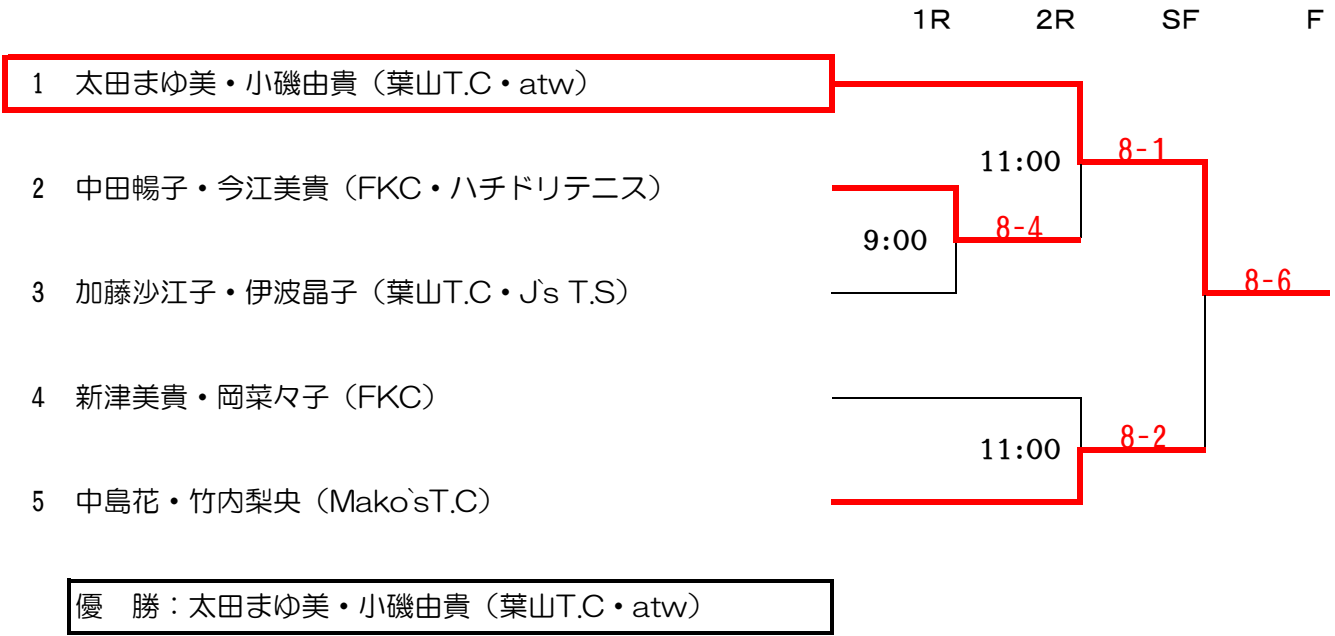 1R 2R SF F
1 太田まゆ美・小磯由貴（葉山T.C・atw）
11:00 8-1
2 中田暢子・今江美貴（FKC・ハチドリテニス）
9:00 8-4
3 加藤沙江子・伊波晶子（葉山T.C・J`s T.S）
8-6
4 新津美貴・岡菜々子（FKC）
11:00 8-2
5 中島花・竹内梨央（Mako`sT.C）
優　勝：太田まゆ美・小磯由貴（葉山T.C・atw）